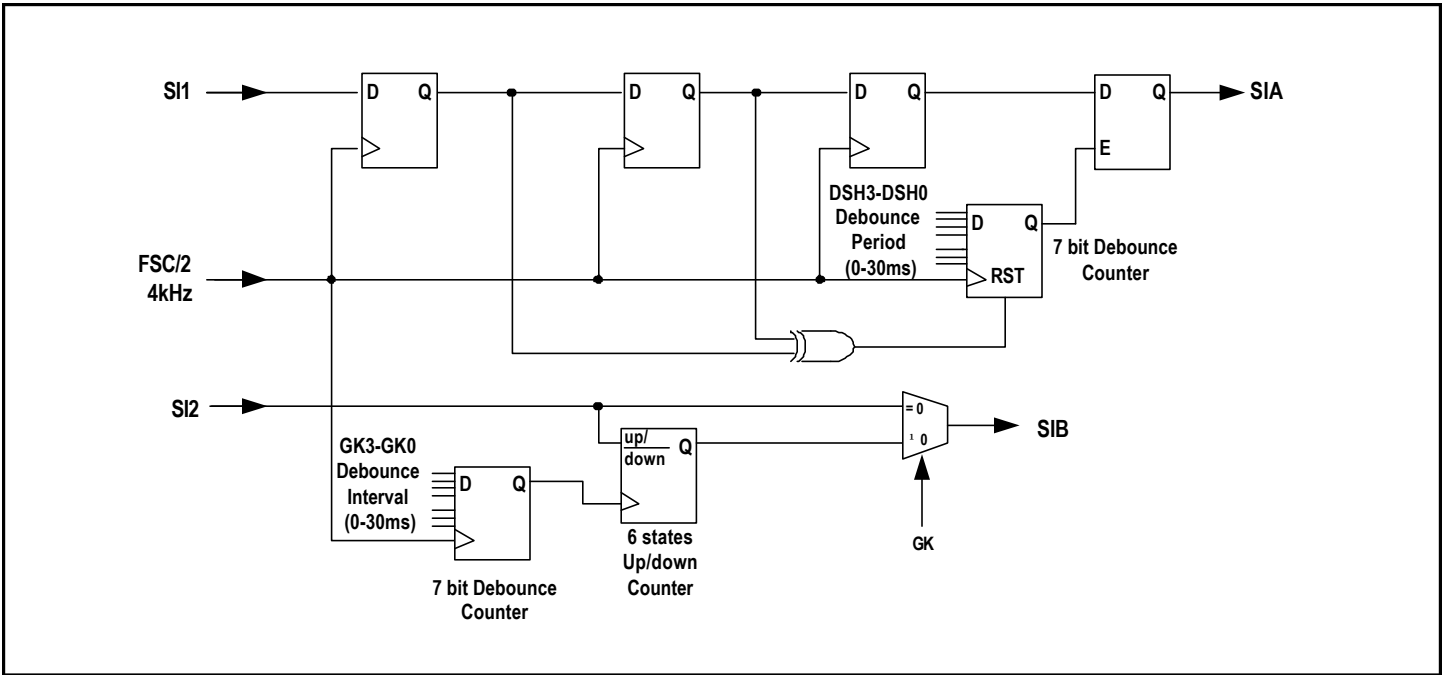 SI1
D Q
D Q
D Q
D Q
E
SIA
DSH3-DSH0
Debounce
Period
(0-30ms)
D Q
RST
7 bit Debounce
Counter
FSC/2
4kHz
SI2
= 0
¹ 0
SIB
GK
up/
down
Q
6 states
Up/down
Counter
GK3-GK0
Debounce
Interval
(0-30ms)
D Q
7 bit Debounce
Counter